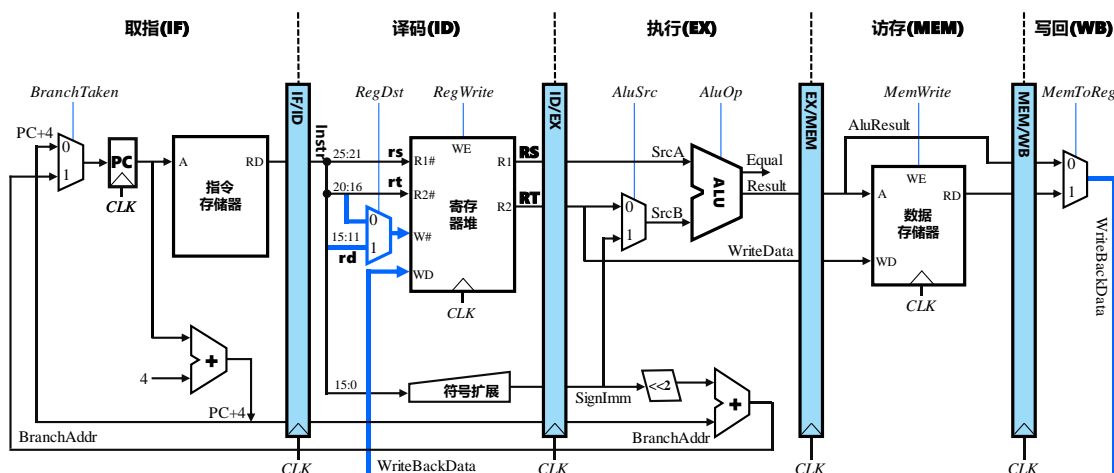 取指(IF)
译码(ID)
执行(EX)
访存(MEM)
写回(WB)
BranchTaken
RegDst
RegWrite
AluSrc
AluOp
MemWrite
MemToReg
IF/ID
ID/EX
EX/MEM
MEM/WB
PC+4
0
1
PC
CLK
A
RD
指令
存储器
Instr
25:21
rs
20:16
rt
15:11
rd
0
1
WE
R1#
R2#
W#
WD
R1
R2
寄存
器堆
CLK
RS
RT
0
1
SrcA
SrcB
ALU
Equal
Result
WriteData
AluResult
WE
A
RD
数据
存储器
WD
CLK
0
1
WriteBackData
4
+
PC+4
15:0
符号扩展
SignImm
<<2
+
BranchAddr
BranchAddr
CLK
WriteBackData
CLK
CLK
CLK